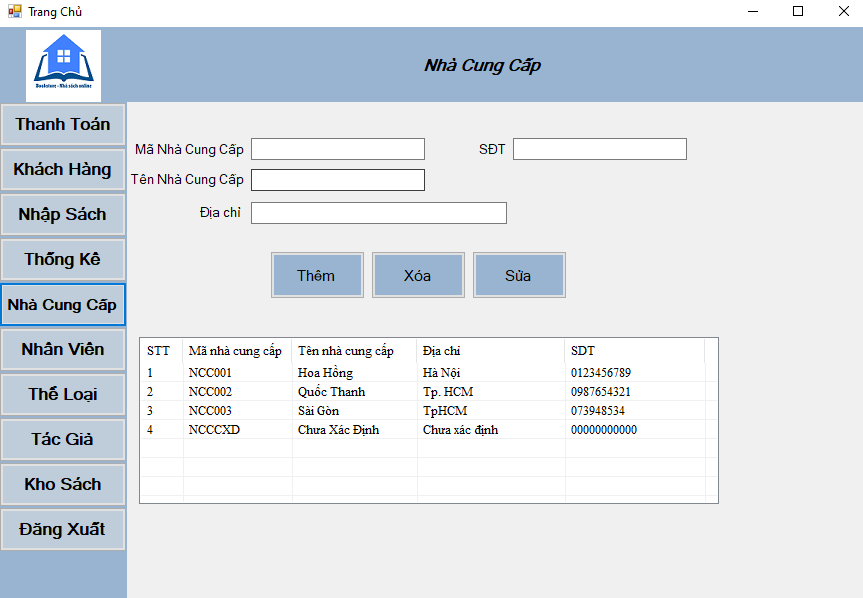 Trang Chủ
Bookstore - Nhà sách online
Nhà Cung Cấp
Thanh Toán
Khách Hàng
Nhập Sách
Thống Kê
Nhà Cung Cấp
Nhân Viên
Thể Loại
Tác Giả
Kho Sách
Đăng Xuất
Mã Nhà Cung Cấp
SĐT
Tên Nhà Cung Cấp
Địa chỉ
Thêm Xóa Sửa
STT Mã nhà cung cấp Tên nhà cung cấp Địa chỉ SDT
1 NCC001 Hoa Hồng Hà Nội 0123456789
2 NCC002 Quốc Thanh Tp. HCM 0987654321
3 NCC003 Sài Gòn TpHCM 073948534
4 NCCCXD Chưa Xác Định Chưa xác định 00000000000